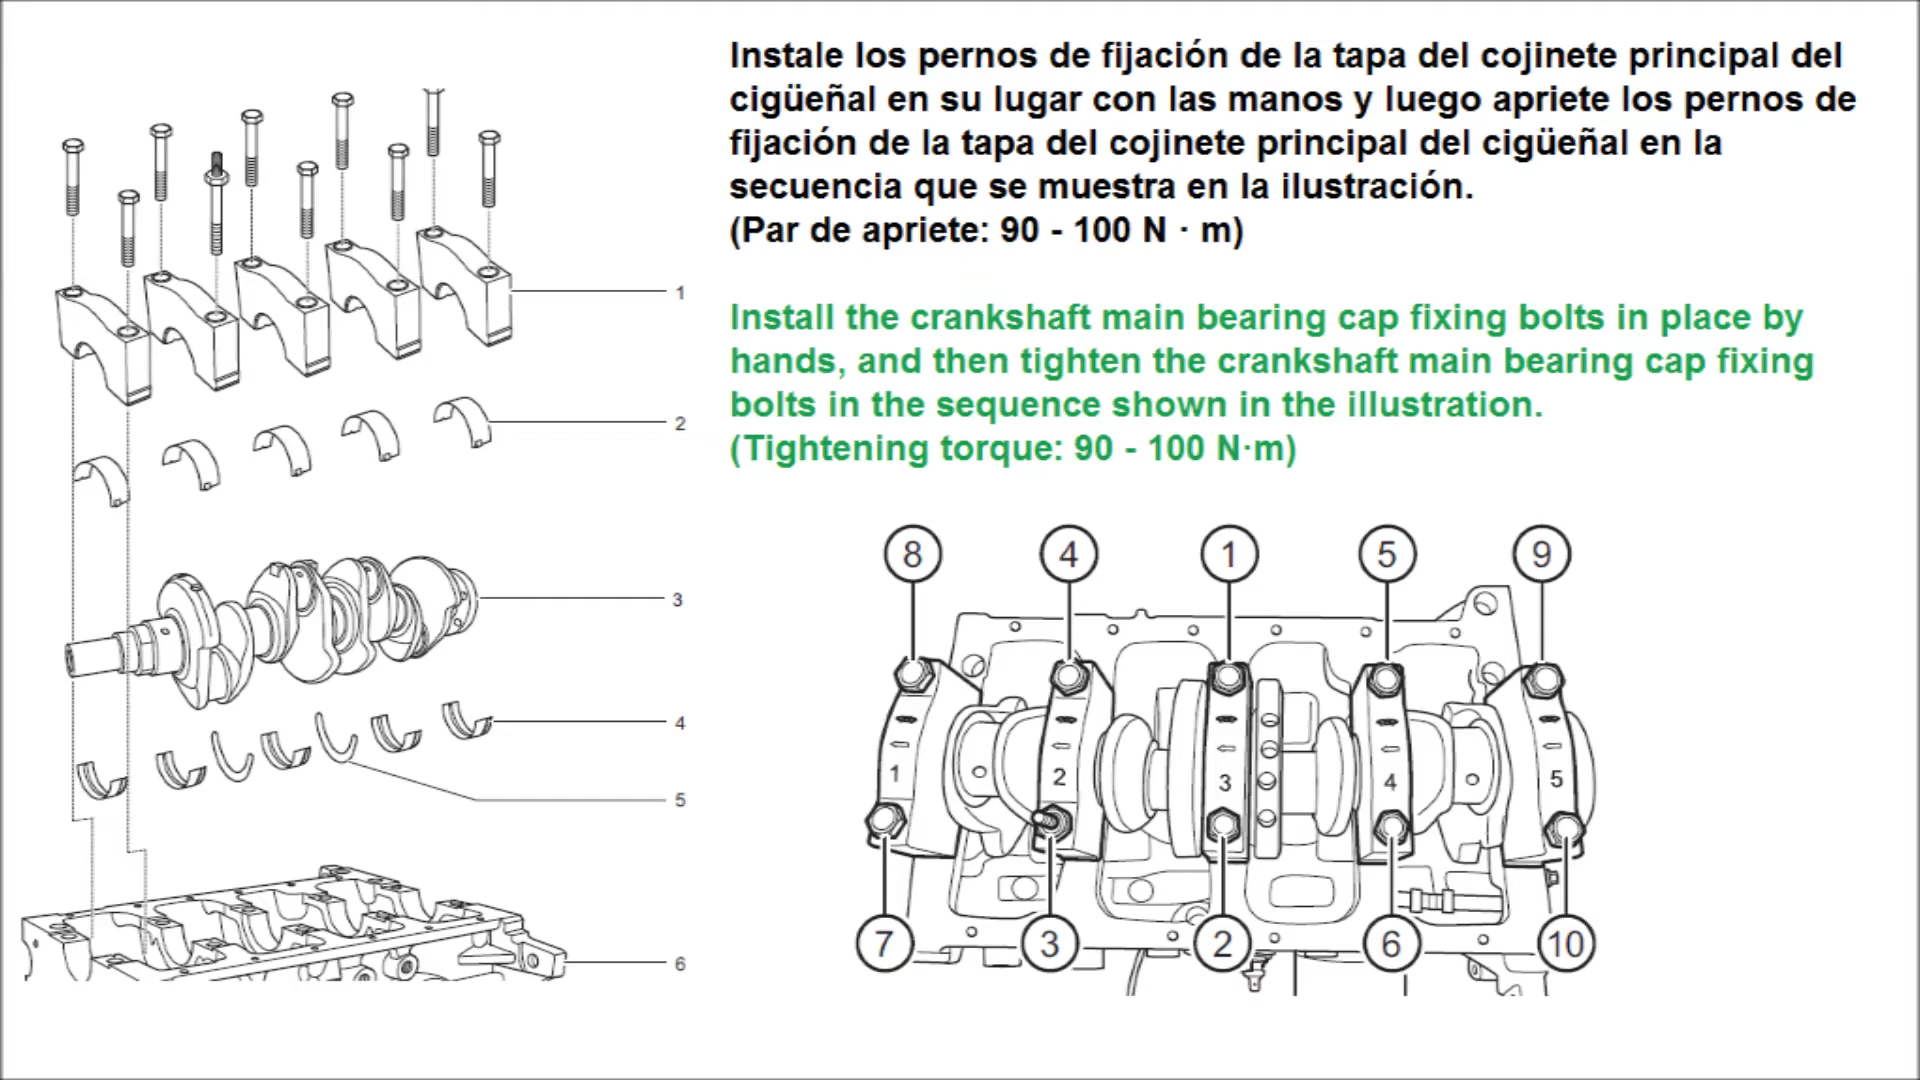 Instale los pernos de fijación de la tapa del cojinete principal del
cigüeñal en su lugar con las manos y luego apriete los pernos de
fijación de la tapa del cojinete principal del cigüeñal en la
secuencia que se muestra en la ilustración.
(Par de apriete: 90 - 100 N · m)
Install the crankshaft main bearing cap fixing bolts in place by
hands, and then tighten the crankshaft main bearing cap fixing
bolts in the sequence shown in the illustration.
(Tightening torque: 90 - 100 N·m)
1
2
3
4
5
6
8 4 1 5 9
1 2 3 4 5
7 3 2 6 10